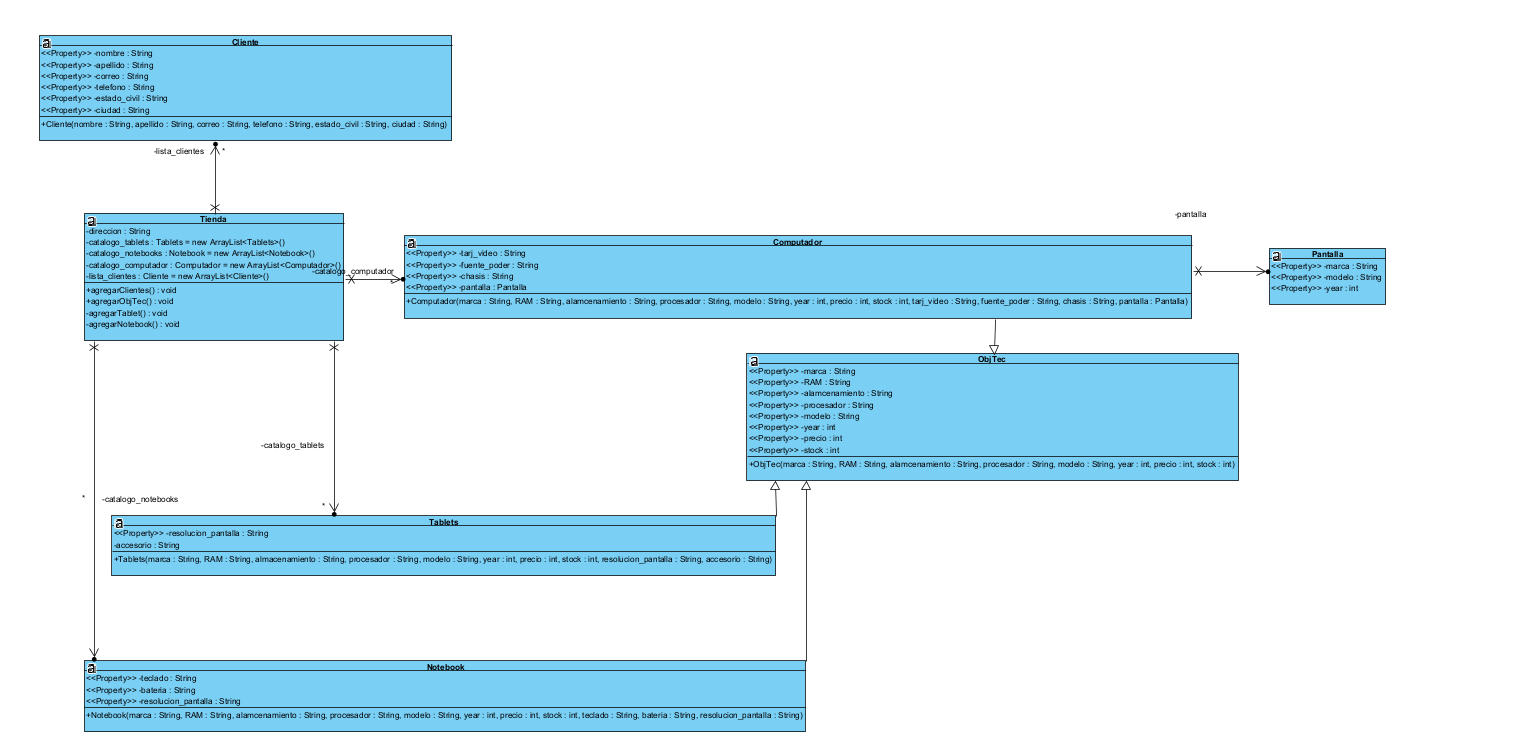 Cliente
<<Property>> -nombre : String
<<Property>> -apellido : String
<<Property>> -correo : String
<<Property>> -telefono : String
<<Property>> -estado_civil : String
<<Property>> -ciudad : String
+Cliente(nombre : String, apellido : String, correo : String, telefono : String, estado_civil : String, ciudad : String)
-lista_clientes
*
Tienda
-direccion : String
-catalogo_tablets : Tablets = new ArrayList<Tablets>()
-catalogo_notebooks : Notebook = new ArrayList<Notebook>()
-catalogo_computador : Computador = new ArrayList<Computador>()
-lista_clientes : Cliente = new ArrayList<Cliente>()
+agregarClientes() : void
+agregarObjTec() : void
-agregarTablet() : void
-agregarNotebook() : void
-catalogo_computador
Computador
<<Property>> -tarj_video : String
<<Property>> -fuente_poder : String
<<Property>> -chasis : String
<<Property>> -pantalla : Pantalla
+Computador(marca : String, RAM : String, alamcenamiento : String, procesador : String, modelo : String, year : int, precio : int, stock : int, tarj_video : String, fuente_poder : String, chasis : String, pantalla : Pantalla)
-pantalla
Pantalla
<<Property>> -marca : String
<<Property>> -modelo : String
<<Property>> -year : int
ObjTec
<<Property>> -marca : String
<<Property>> -RAM : String
<<Property>> -alamcenamiento : String
<<Property>> -procesador : String
<<Property>> -modelo : String
<<Property>> -year : int
<<Property>> -precio : int
<<Property>> -stock : int
+ObjTec(marca : String, RAM : String, alamcenamiento : String, procesador : String, modelo : String, year : int, precio : int, stock : int)
-catalogo_tablets
*
*
-catalogo_notebooks
Tablets
<<Property>> -resolucion_pantalla : String
-accesorio : String
+Tablets(marca : String, RAM : String, almacenamiento : String, procesador : String, modelo : String, year : int, precio : int, stock : int, resolucion_pantalla : String, accesorio : String)
Notebook
<<Property>> -teclado : String
<<Property>> -bateria : String
<<Property>> -resolucion_pantalla : String
+Notebook(marca : String, RAM : String, alamcenamiento : String, procesador : String, modelo : String, year : int, precio : int, stock : int, teclado : String, bateria : String, resolucion_pantalla : String)